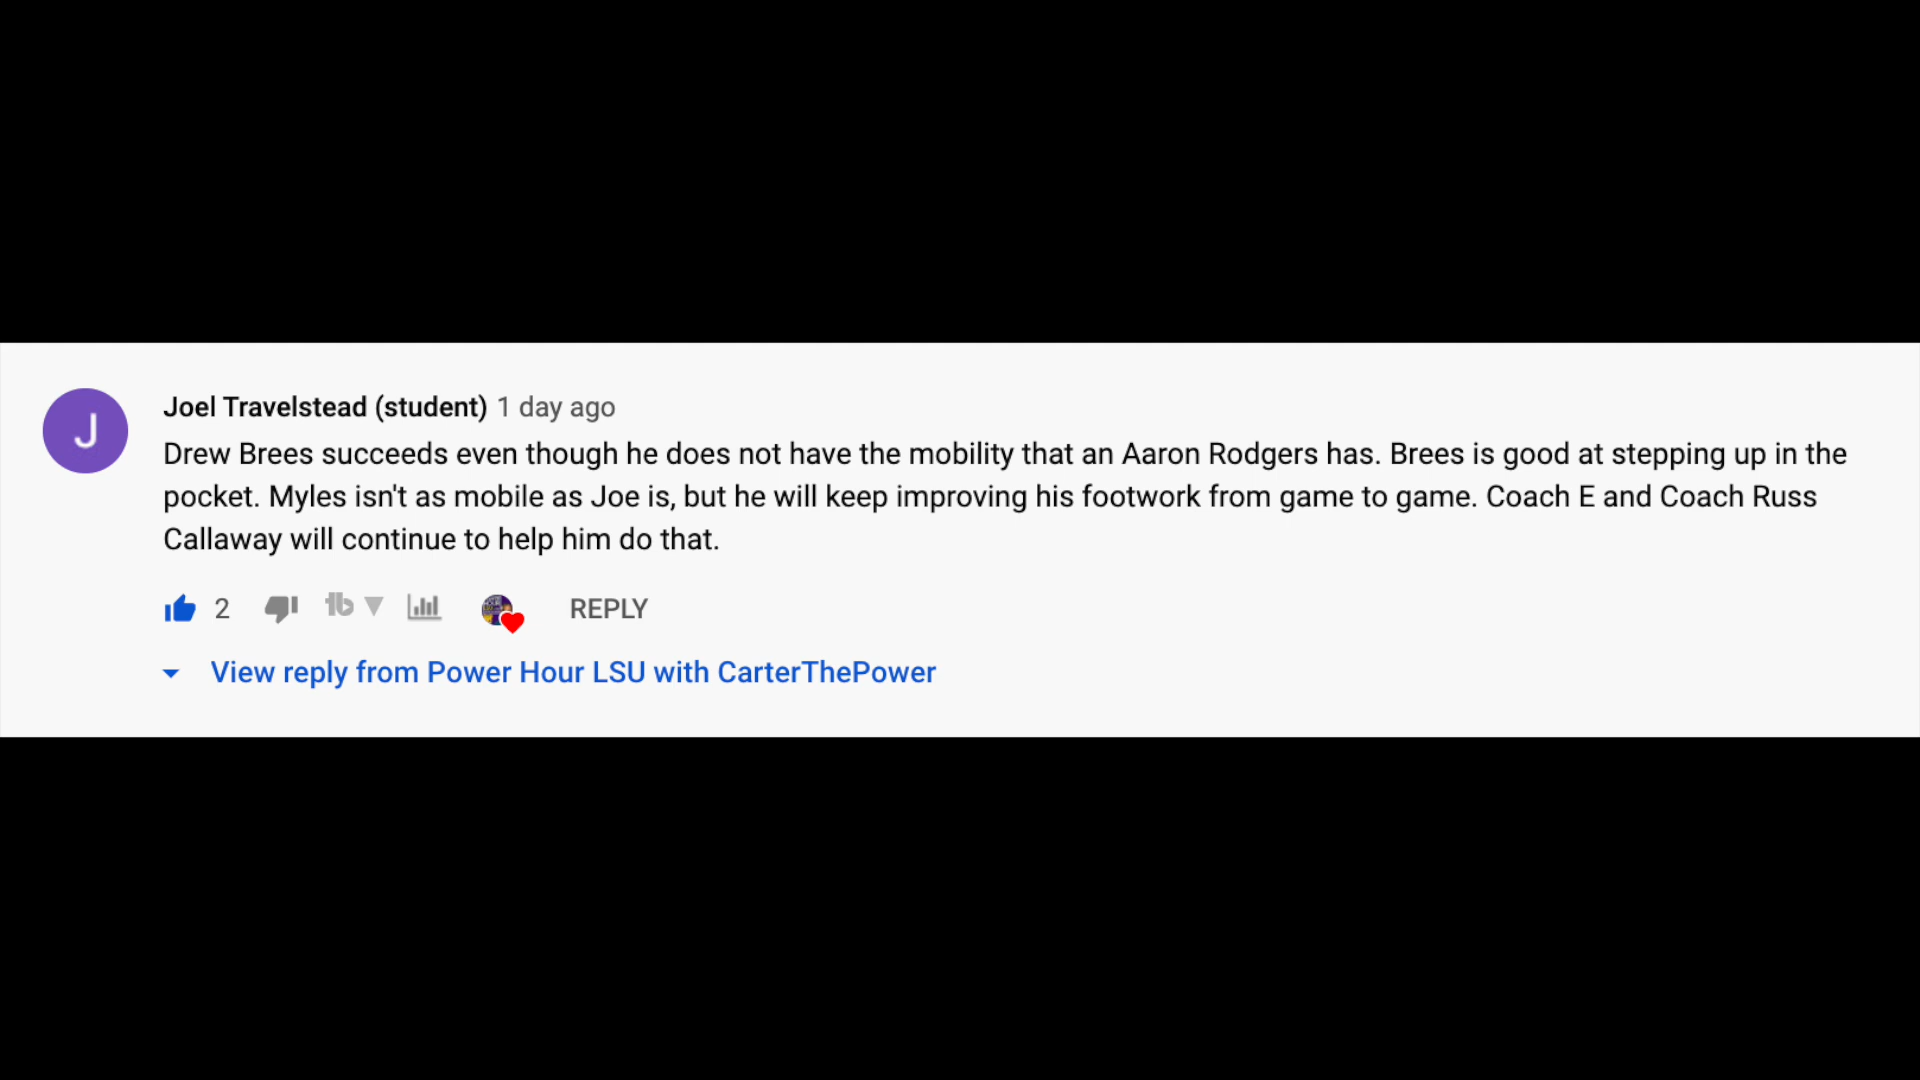 J
Joel Travelstead (student) 1 day ago
Drew Brees succeeds even though he does not have the mobility that an Aaron Rodgers has. Brees is good at stepping up in the
pocket. Myles isn't as mobile as Joe is, but he will keep improving his footwork from game to game. Coach E and Coach Russ
Callaway will continue to help him do that.
2 tb REPLY
View reply from Power Hour LSU with CarterThePower